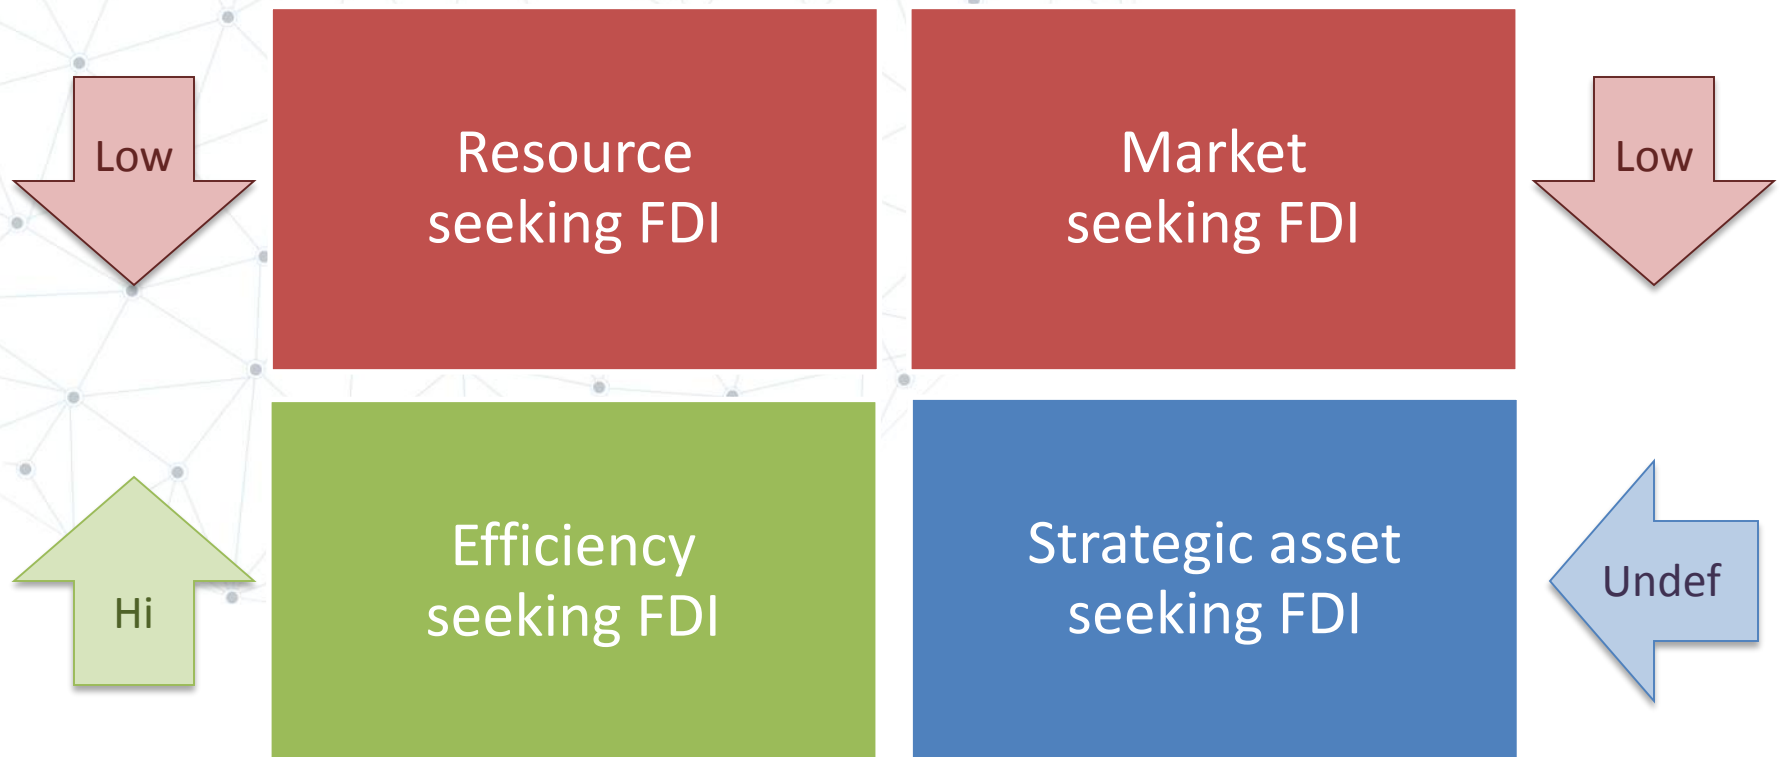 Low
Resource
seeking FDI
Market
seeking FDI
Low
Hi
Efficiency
seeking FDI
Strategic asset
seeking FDI
Undef